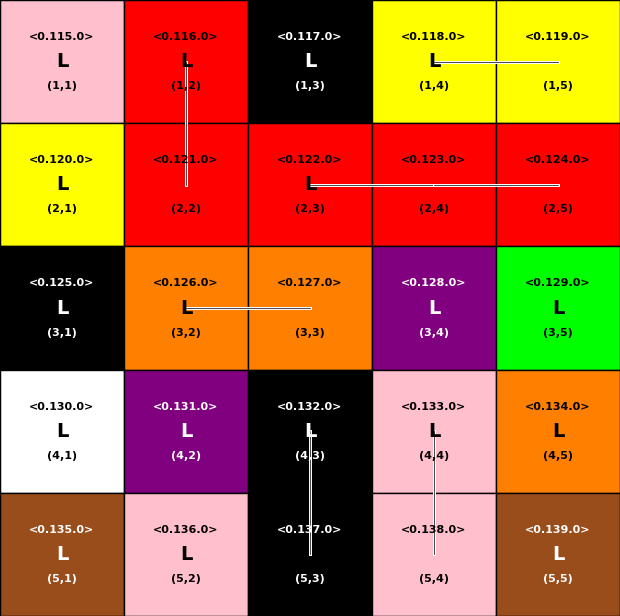 <0.115.0> <0.116.0> <0.117.0> <0.118.0> <0.119.0>
L L L L
(1,1) (1,2) (1,3) (1,4) (1,5)
<0.120.0> <0.121.0> <0.122.0> <0.123.0> <0.124.0>
L L
(2,1) (2,2) (2,3) (2,4) (2,5)
<0.125.0> <0.126.0> <0.127.0> <0.128.0> <0.129.0>
L L L L
(3,1) (3,2) (3,3) (3,4) (3,5)
<0.130.0> <0.131.0> <0.132.0> <0.133.0> <0.134.0>
L L L L L
(4,1) (4,2) (4,3) (4,4) (4,5)
<0.135.0> <0.136.0> <0.137.0> <0.138.0> <0.139.0>
L L L
(5,1) (5,2) (5,3) (5,4) (5,5)